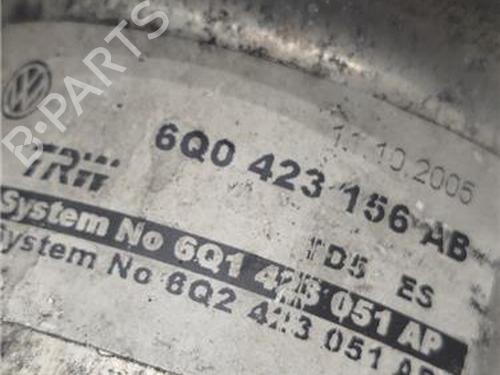 B-PARTS
11.10.2005
6Q0 423 156 AB
TRW
TD5 ES
System No 6Q1 423 051 AP
System No 6Q2 423 051